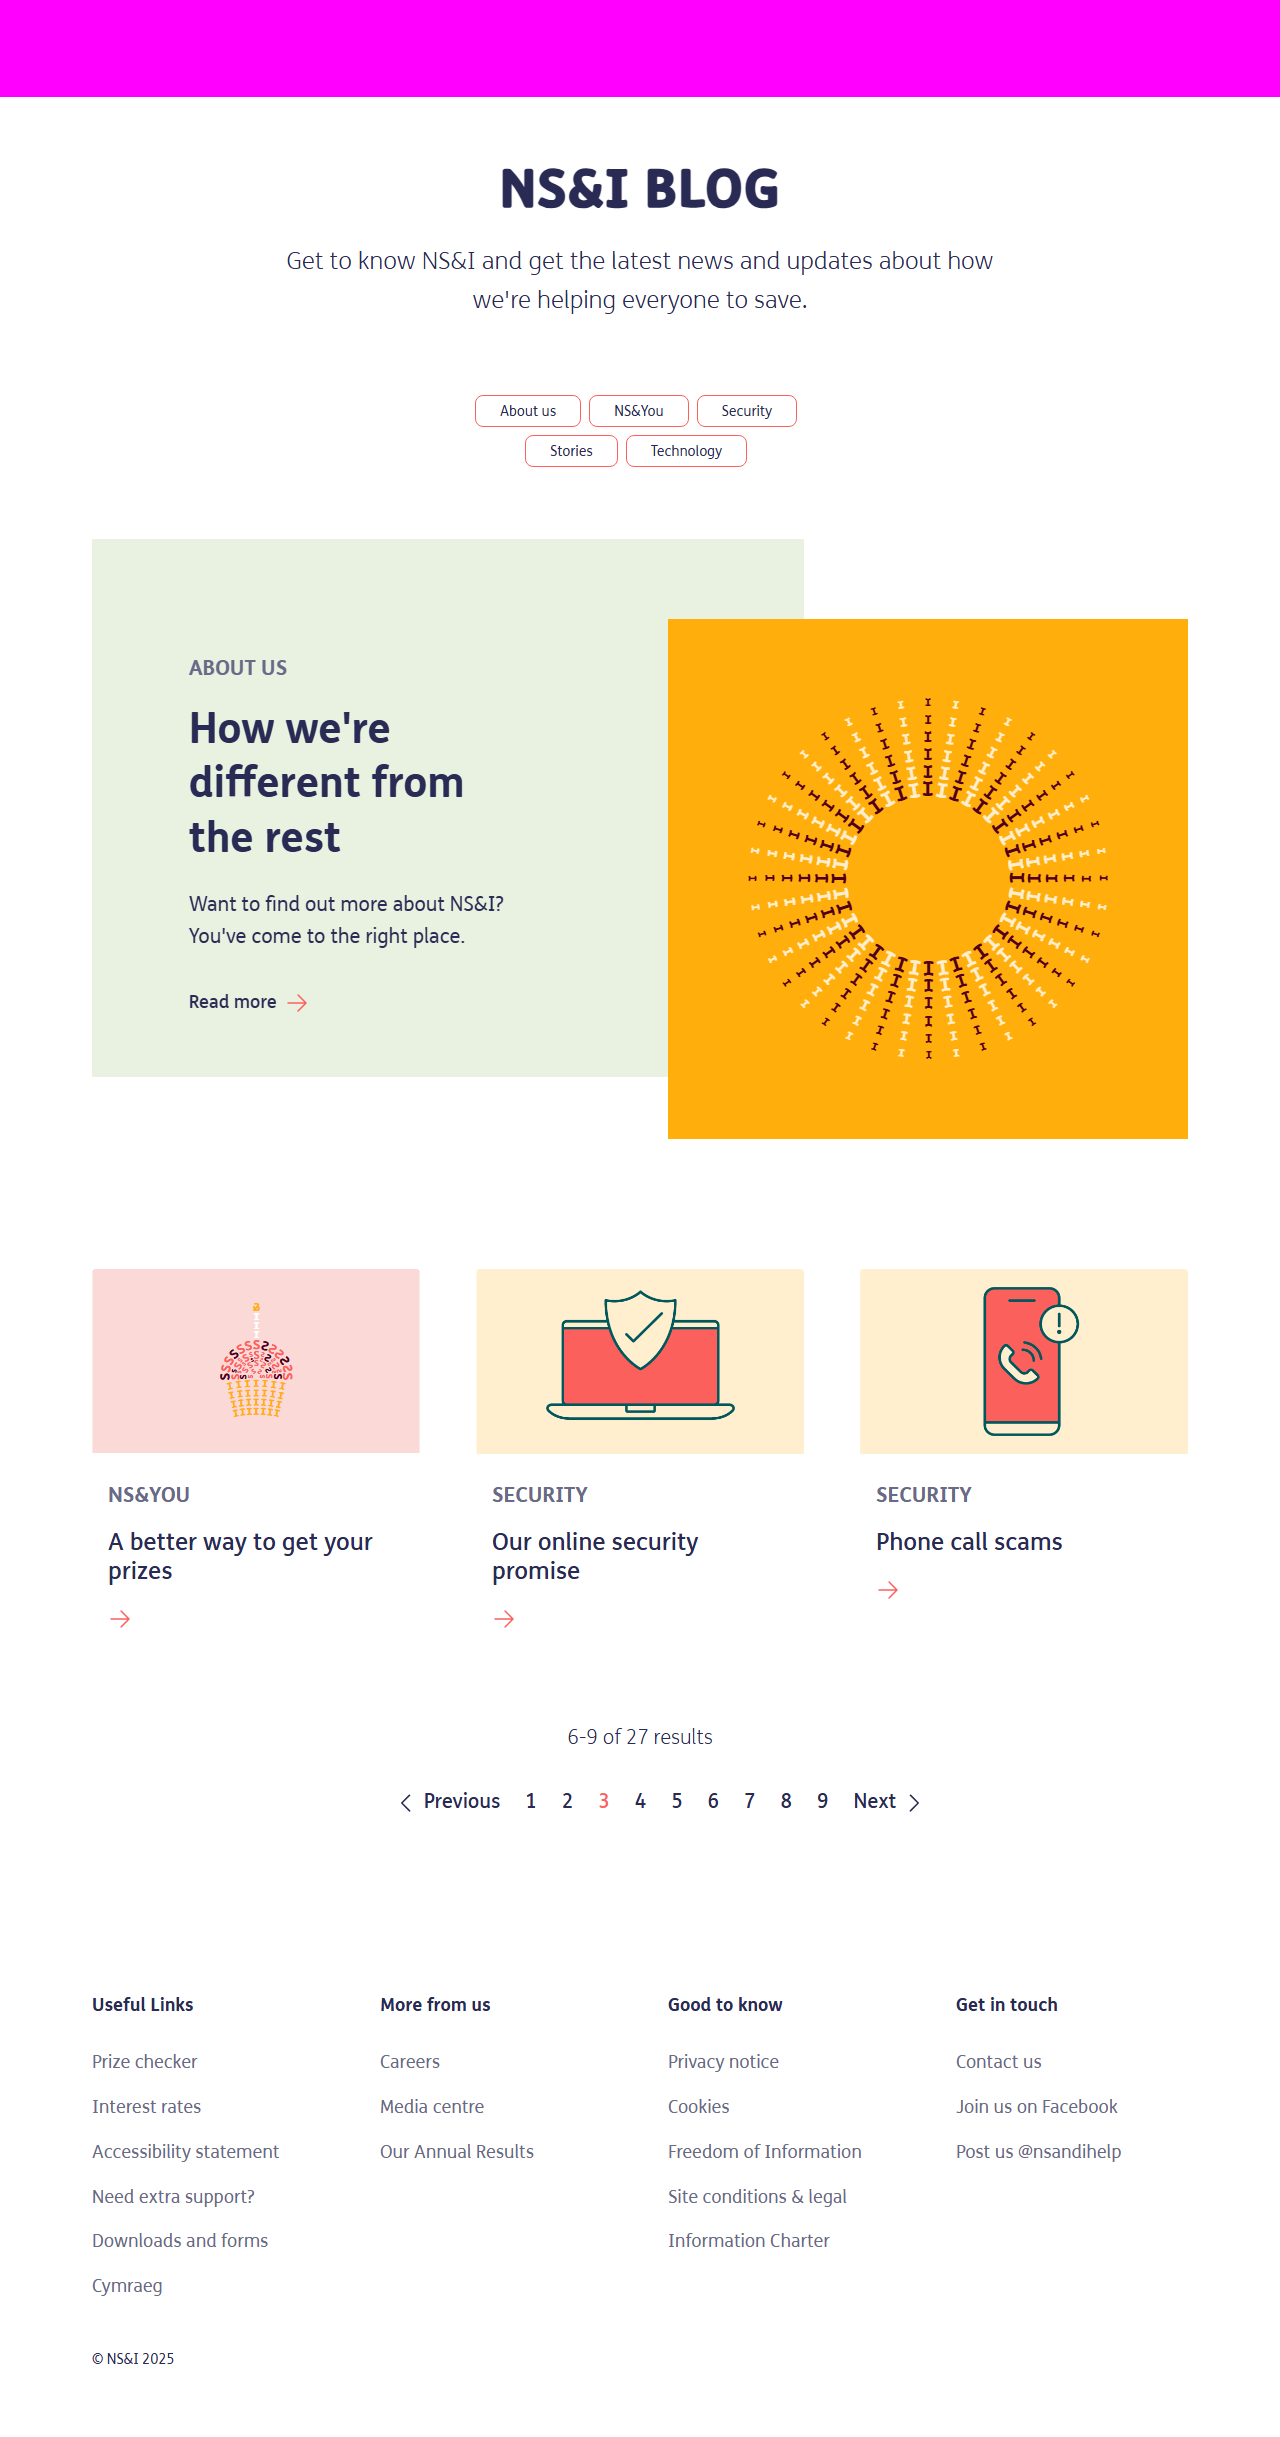 NS&I BLOG
Get to know NS&I and get the latest news and updates about how
we're helping everyone to save.
About us
NS&You
Security
Stories
Technology
ABOUT US
How we're
different from
the rest
Want to find out more about NS&I?
You've come to the right place.
Read more
NS&YOU
A better way to get your
prizes
SECURITY
Our online security
promise
SECURITY
Phone call scams
6-9 of 27 results
Previous 1 2 3 4 5 6 7 8 9 Next
Useful Links
Prize checker
Interest rates
Accessibility statement
Need extra support?
Downloads and forms
Cymraeg
More from us
Careers
Media centre
Our Annual Results
Good to know
Privacy notice
Cookies
Freedom of Information
Site conditions & legal
Information Charter
Get in touch
Contact us
Join us on Facebook
Post us @nsandihelp
© NS&I 2025